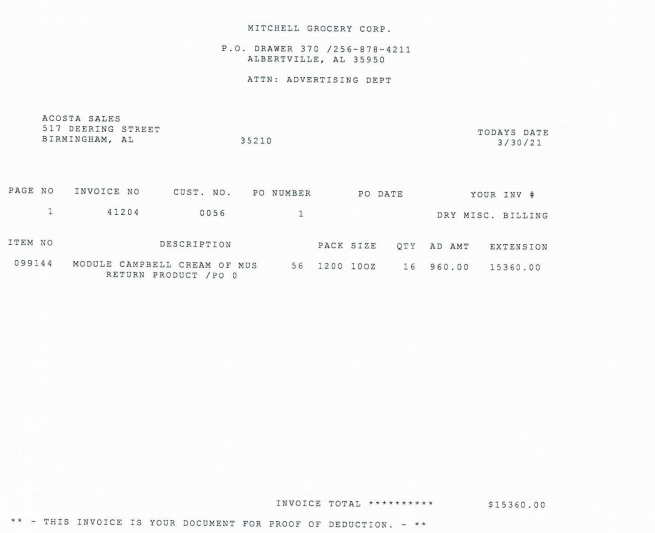 MITCHELL GROCERY CORP.
P.O. DRAWER 370 /256-878-4211
ALBERTVILLE, AL 35950
ATTN: ADVERTISING DEPT
ACOSTA SALES
517 DEERING STREET
BIRMINGHAM, AL 35210
TODAYS DATE
3/30/21
PAGE NO INVOICE NO CUST. NO. PO NUMBER PO DATE YOUR INV #
1 41204 0056 1 DRY MISC. BILLING
ITEM NO DESCRIPTION PACK SIZE QTY AD AMT EXTENSION
099144 MODULE CAMPBELL CREAM OF MUS 56 1200 10OZ 16 960.00 15360.00
RETURN PRODUCT /PO 0
INVOICE TOTAL ********** $15360.00
** - THIS INVOICE IS YOUR DOCUMENT FOR PROOF OF DEDUCTION. - **